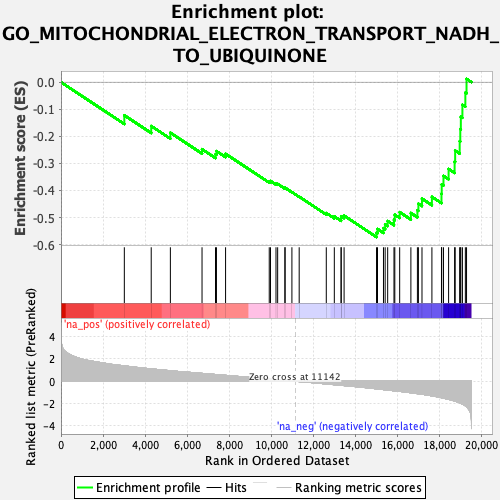 Enrichment plot:
GO_MITOCHONDRIAL_ELECTRON_TRANSPORT_NADH_
TO_UBIQUINONE
Enrichment score (ES)
0.0
-0.1
-0.2
-0.3
-0.4
-0.5
-0.6
'na_pos' (positively correlated)
Ranked list metric (PreRanked)
4
2
0
-2
-4
Zero cross at 11142
'na_neg' (negatively correlated)
0
2,000
4,000
6,000
8,000
10,000
12,000
14,000
16,000
18,000
20,000
Rank in Ordered Dataset
Enrichment profile
Hits
Ranking metric scores